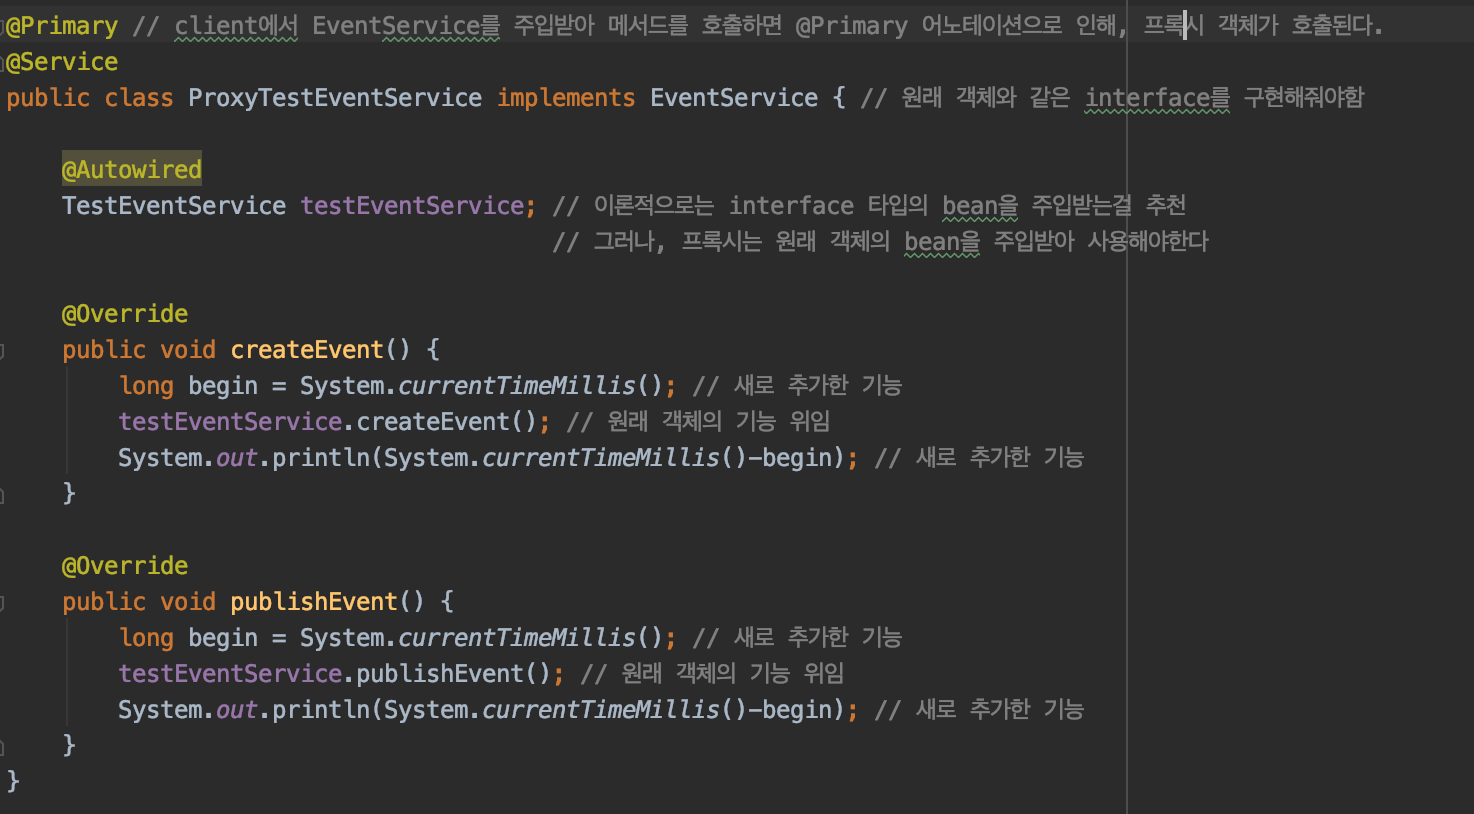 @Primary // client에서 EventService를 주입받아 메서드를 호출하면 @Primary 어노테이션으로 인해, 프록시 객체가 호출된다.
@Service
public class ProxyTestEventService implements EventService { // 원래 객체와 같은 interface를 구현해줘야함
@Autowired
TestEventService testEventService; // 이론적으로는 interface 타입의 bean을 주입받는걸 추천
// 그러나, 프록시는 원래 객체의 bean을 주입받아 사용해야한다
@Override
public void createEvent() {
long begin = System.currentTimeMillis(); // 새로 추가한 기능
testEventService.createEvent(); // 원래 객체의 기능 위임
System.out.println(System.currentTimeMillis()-begin); // 새로 추가한 기능
}
@Override
public void publishEvent() {
long begin = System.currentTimeMillis(); // 새로 추가한 기능
testEventService.publishEvent(); // 원래 객체의 기능 위임
System.out.println(System.currentTimeMillis()-begin); // 새로 추가한 기능
}
}